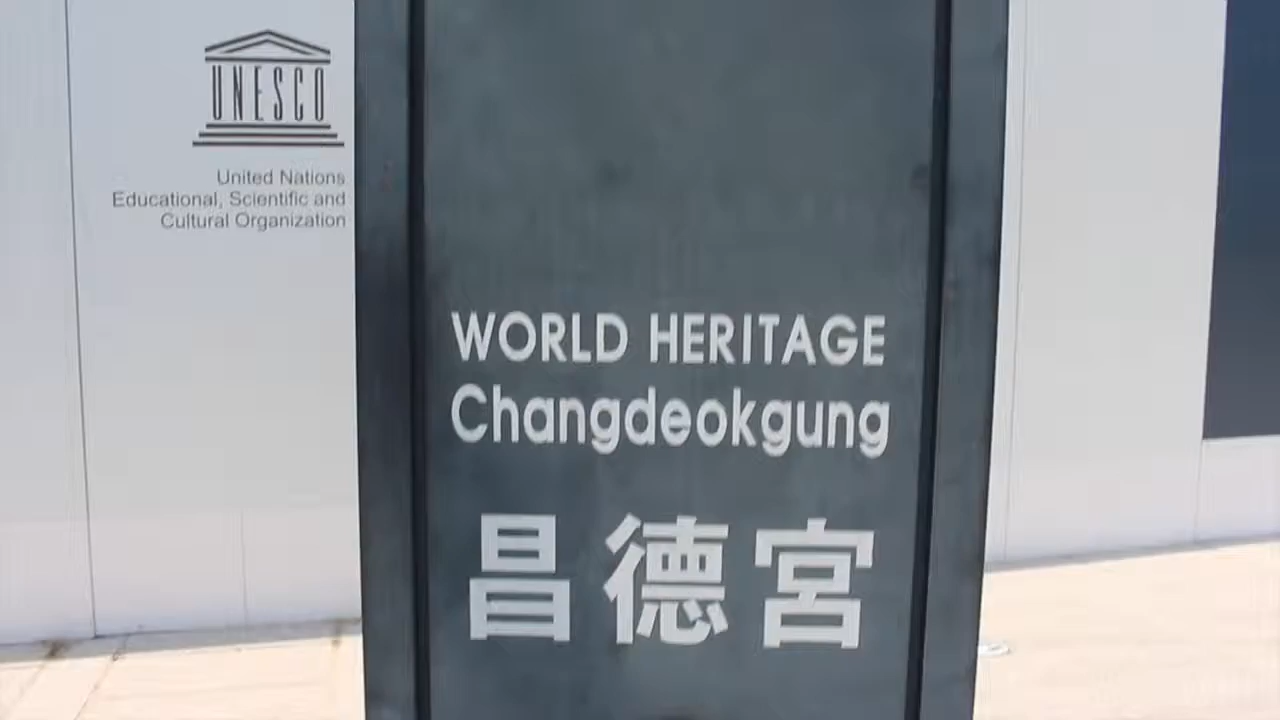 UNESCO
United Nations
Educational, Scientific and
Cultural Organization
WORLD HERITAGE
Changdeokgung
昌德宮